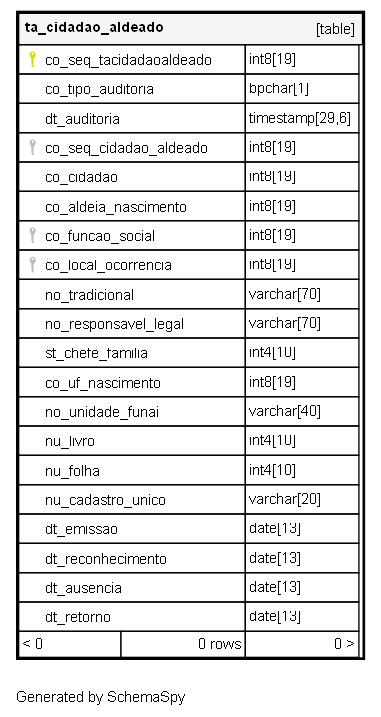 ta_cidadao_aldeado [table]
co_seq_tacidadaoaldeado int8[19]
co_tipo_auditoria bpchar[1]
dt_auditoria timestamp[29,6]
co_seq_cidadao_aldeado int8[19]
co_cidadao int8[19]
co_aldeia_nascimento int8[19]
co_funcao_social int8[19]
co_local_ocorrencia int8[19]
no_tradicional varchar[70]
no_responsavel_legal varchar[70]
st_chefe_familia int4[10]
co_uf_nascimento int8[19]
no_unidade_funai varchar[40]
nu_livro int4[10]
nu_folha int4[10]
nu_cadastro_unico varchar[20]
dt_emissao date[13]
dt_reconhecimento date[13]
dt_ausencia date[13]
dt_retorno date[13]
< 0 0 rows 0 >
Generated by SchemaSpy